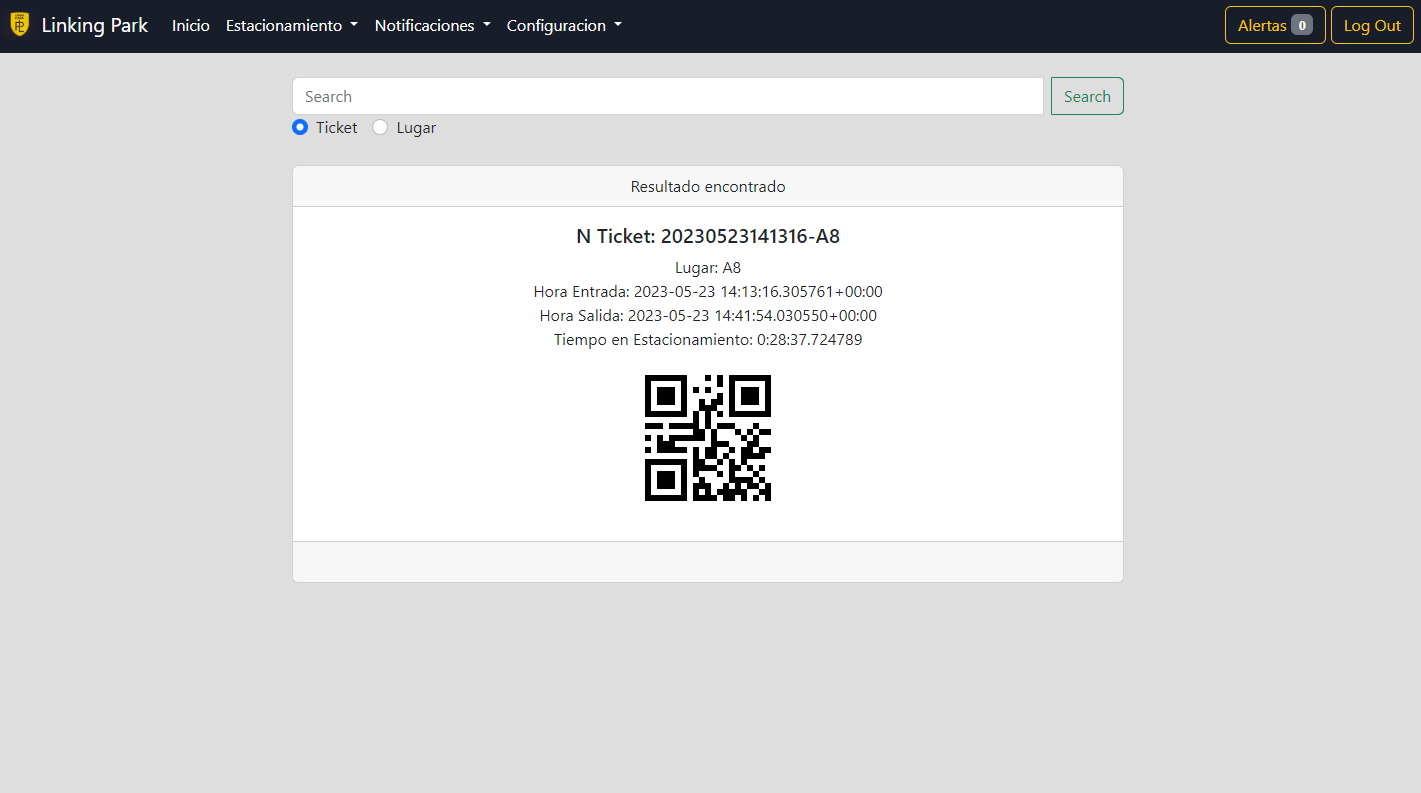 Linking Park Inicio Estacionamiento Notificaciones Configuracion Alertas 0 Log Out
Search Search
Ticket Lugar
Resultado encontrado
N Ticket: 20230523141316-A8
Lugar: A8
Hora Entrada: 2023-05-23 14:13:16.305761+00:00
Hora Salida: 2023-05-23 14:41:54.030550+00:00
Tiempo en Estacionamiento: 0:28:37.724789